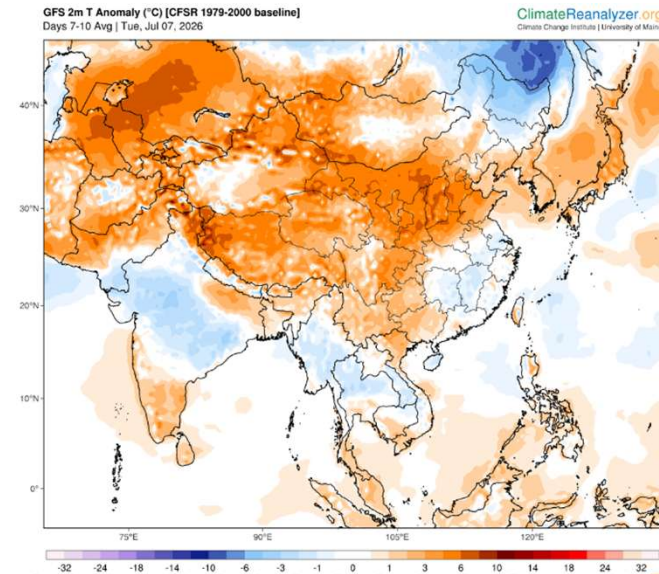 GFS 2m T Anomaly (°C) [CFSR 1979-2000 baseline]
Days 7-10 Avg | Tue, Jul 07, 2026
ClimateReanalyzer.org
Climate Change Institute | University of Maine
40°N
30°N
20°N
10°N
0°
75°E
90°E
105°E
120°E
-32 -24 -18 -14 -10 -6 -3 -1 0 1 3 6 10 14 18 24 32